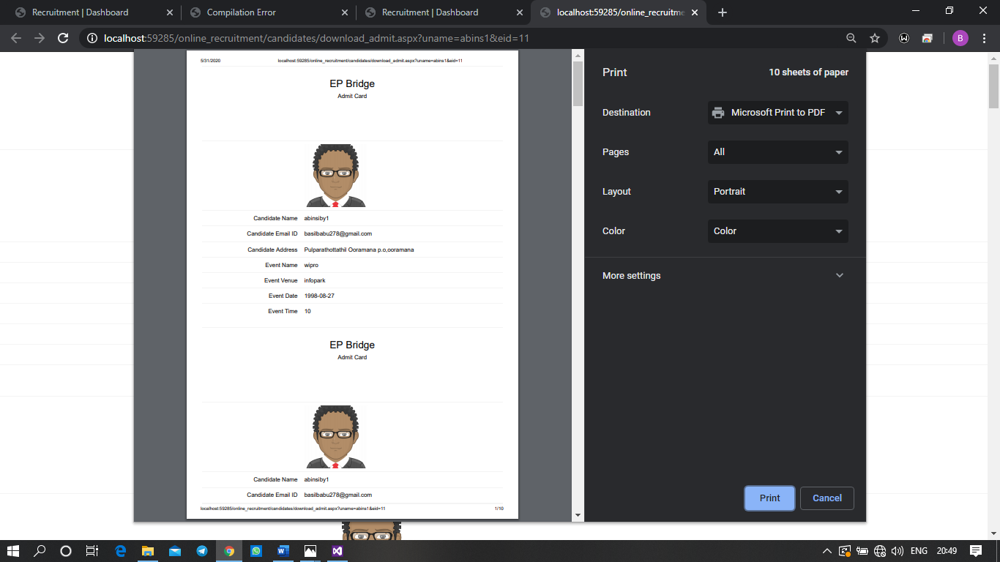 Recruitment | Dashboard
Compilation Error
Recruitment | Dashboard
localhost:59285/online_recruitme
localhost:59285/online_recruitment/candidates/download_admit.aspx?uname=abins1&eid=11
B
5/31/2020 localhost:59285/online_recruitment/candidates/download_admit.aspx?uname=abins1&eid=11
EP Bridge
Admit Card
Candidate Name abinsiby1
Candidate Email ID basilbabu278@gmail.com
Candidate Address Pulparathottathil Ooramana p.o,ooramana
Event Name wipro
Event Venue infopark
Event Date 1998-08-27
Event Time 10
EP Bridge
Admit Card
Candidate Name abinsiby1
Candidate Email ID basilbabu278@gmail.com
localhost:59285/online_recruitment/candidates/download_admit.aspx?uname=abins1&eid=11 1/10
Print 10 sheets of paper
Destination Microsoft Print to PDF
Pages All
Layout Portrait
Color Color
More settings
Print Cancel
ENG 20:49